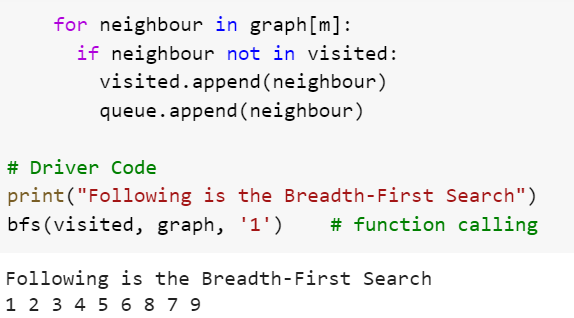 for neighbour in graph[m]:
if neighbour not in visited:
visited.append(neighbour)
queue.append(neighbour)
# Driver Code
print("Following is the Breadth-First Search")
bfs(visited, graph, '1')    # function calling
Following is the Breadth-First Search
1 2 3 4 5 6 8 7 9